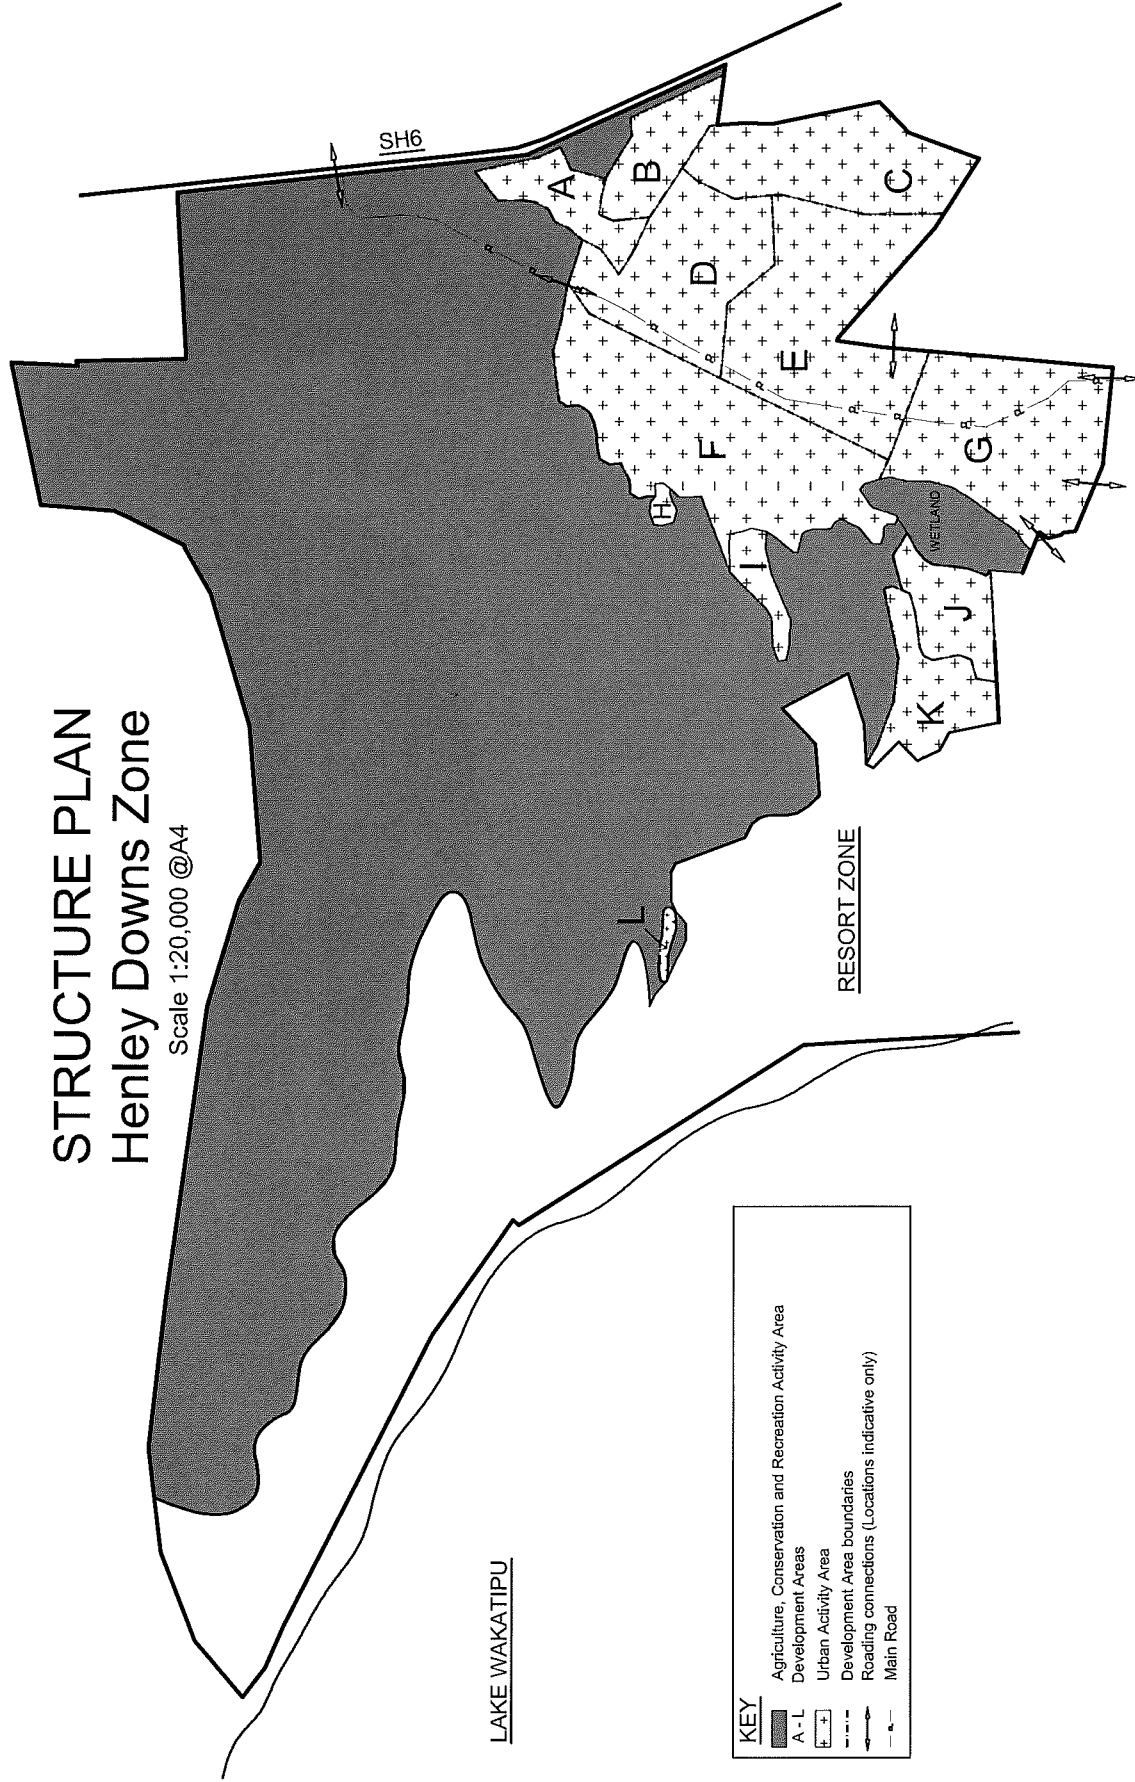 STRUCTURE PLAN
Henley Downs Zone
Scale 1:20,000 @A4
SH6
A
B
C
D
E
F
G
H
I
J
K
L
WETLAND
RESORT ZONE
LAKE WAKATIPU
KEY
Agriculture, Conservation and Recreation Activity Area
A - L Development Areas
Urban Activity Area
Development Area boundaries
Roading connections (Locations indicative only)
Main Road